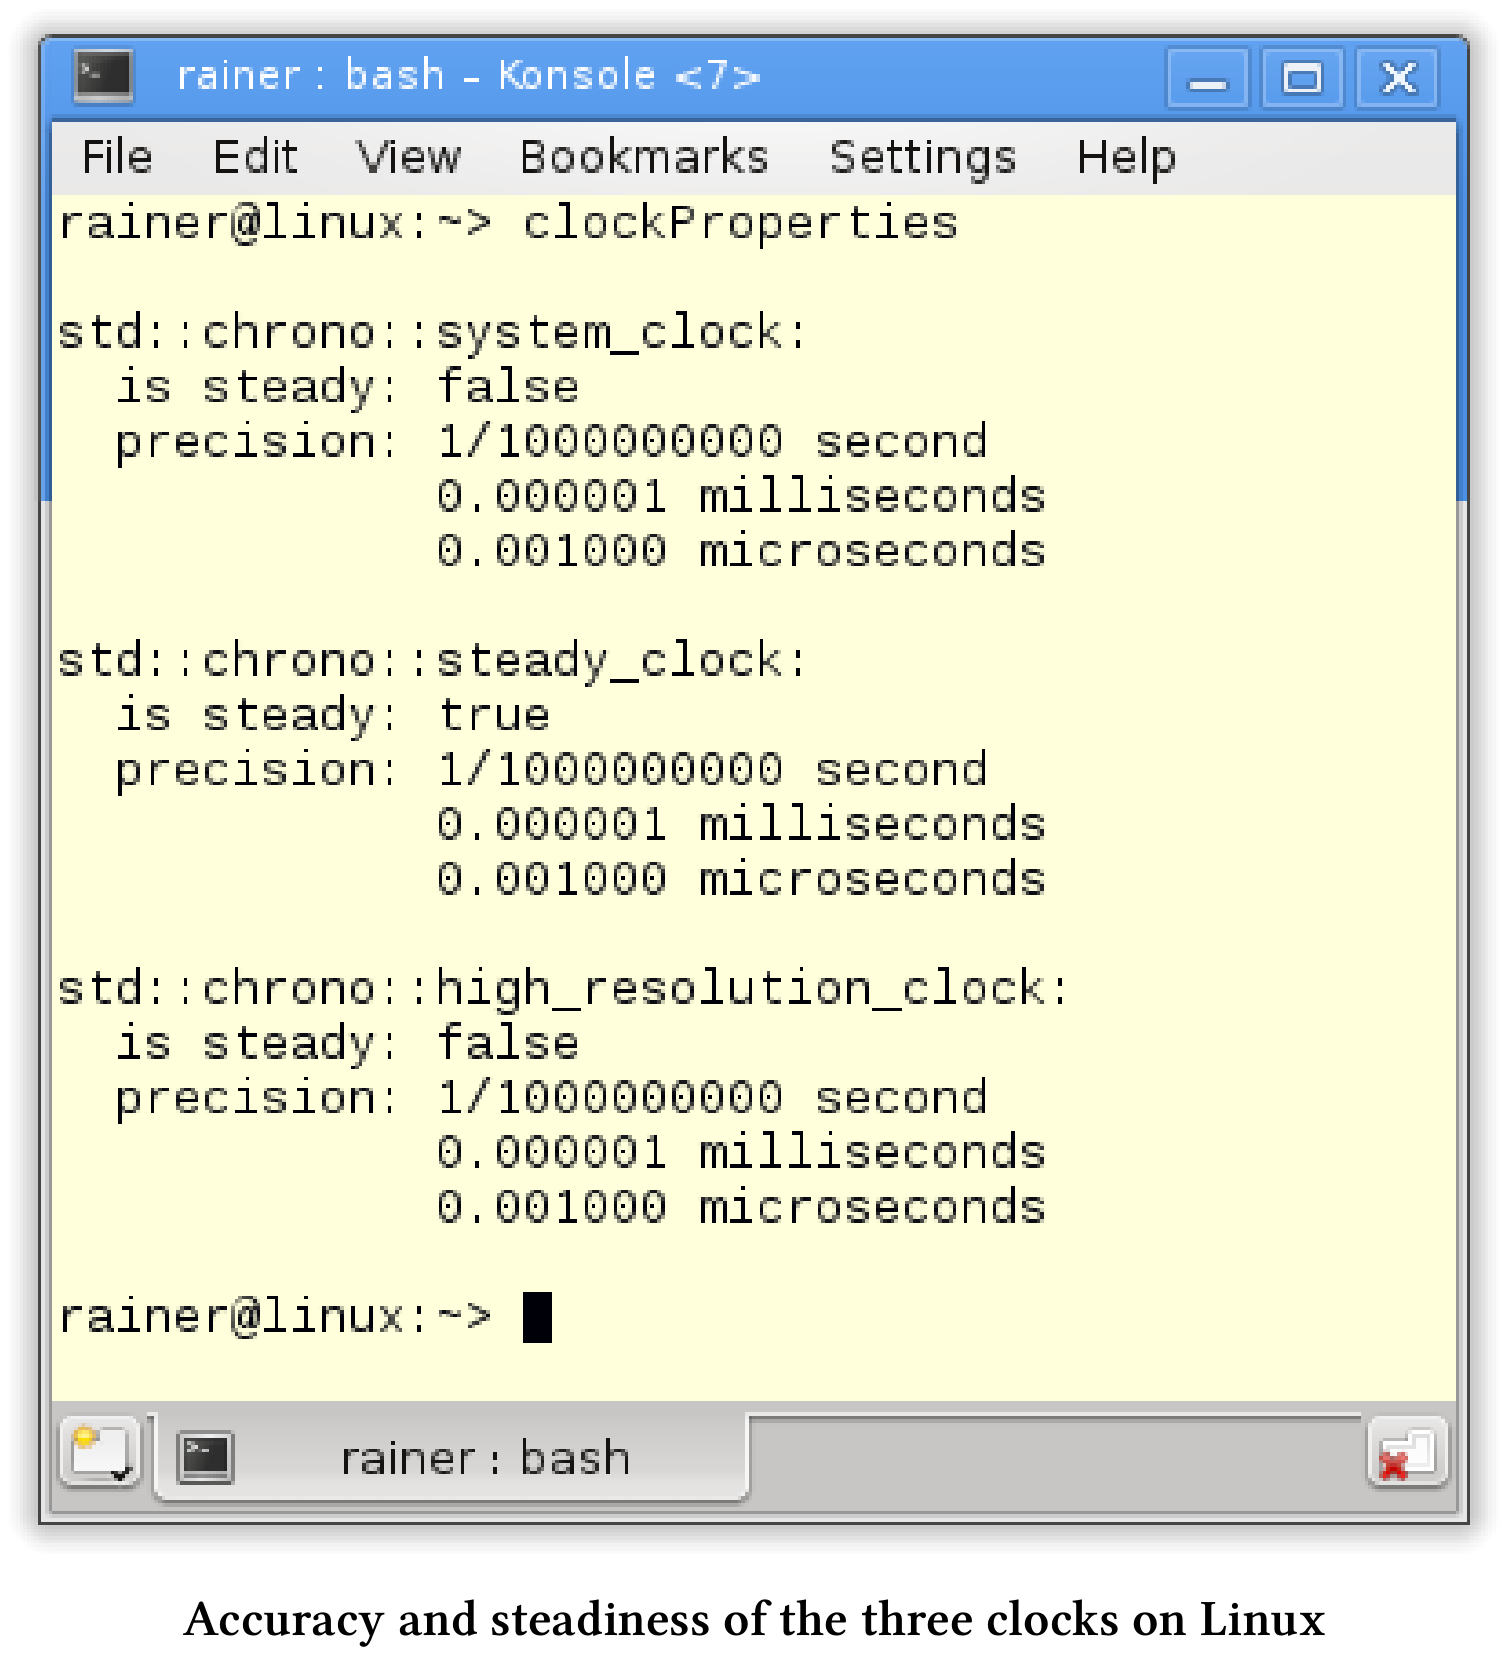 rainer : bash – Konsole <7>
File Edit View Bookmarks Settings Help
rainer@linux:~> clockProperties
std::chrono::system_clock:
  is steady: false
  precision: 1/1000000000 second
             0.000001 milliseconds
             0.001000 microseconds
std::chrono::steady_clock:
  is steady: true
  precision: 1/1000000000 second
             0.000001 milliseconds
             0.001000 microseconds
std::chrono::high_resolution_clock:
  is steady: false
  precision: 1/1000000000 second
             0.000001 milliseconds
             0.001000 microseconds
rainer@linux:~>
rainer : bash
Accuracy and steadiness of the three clocks on Linux